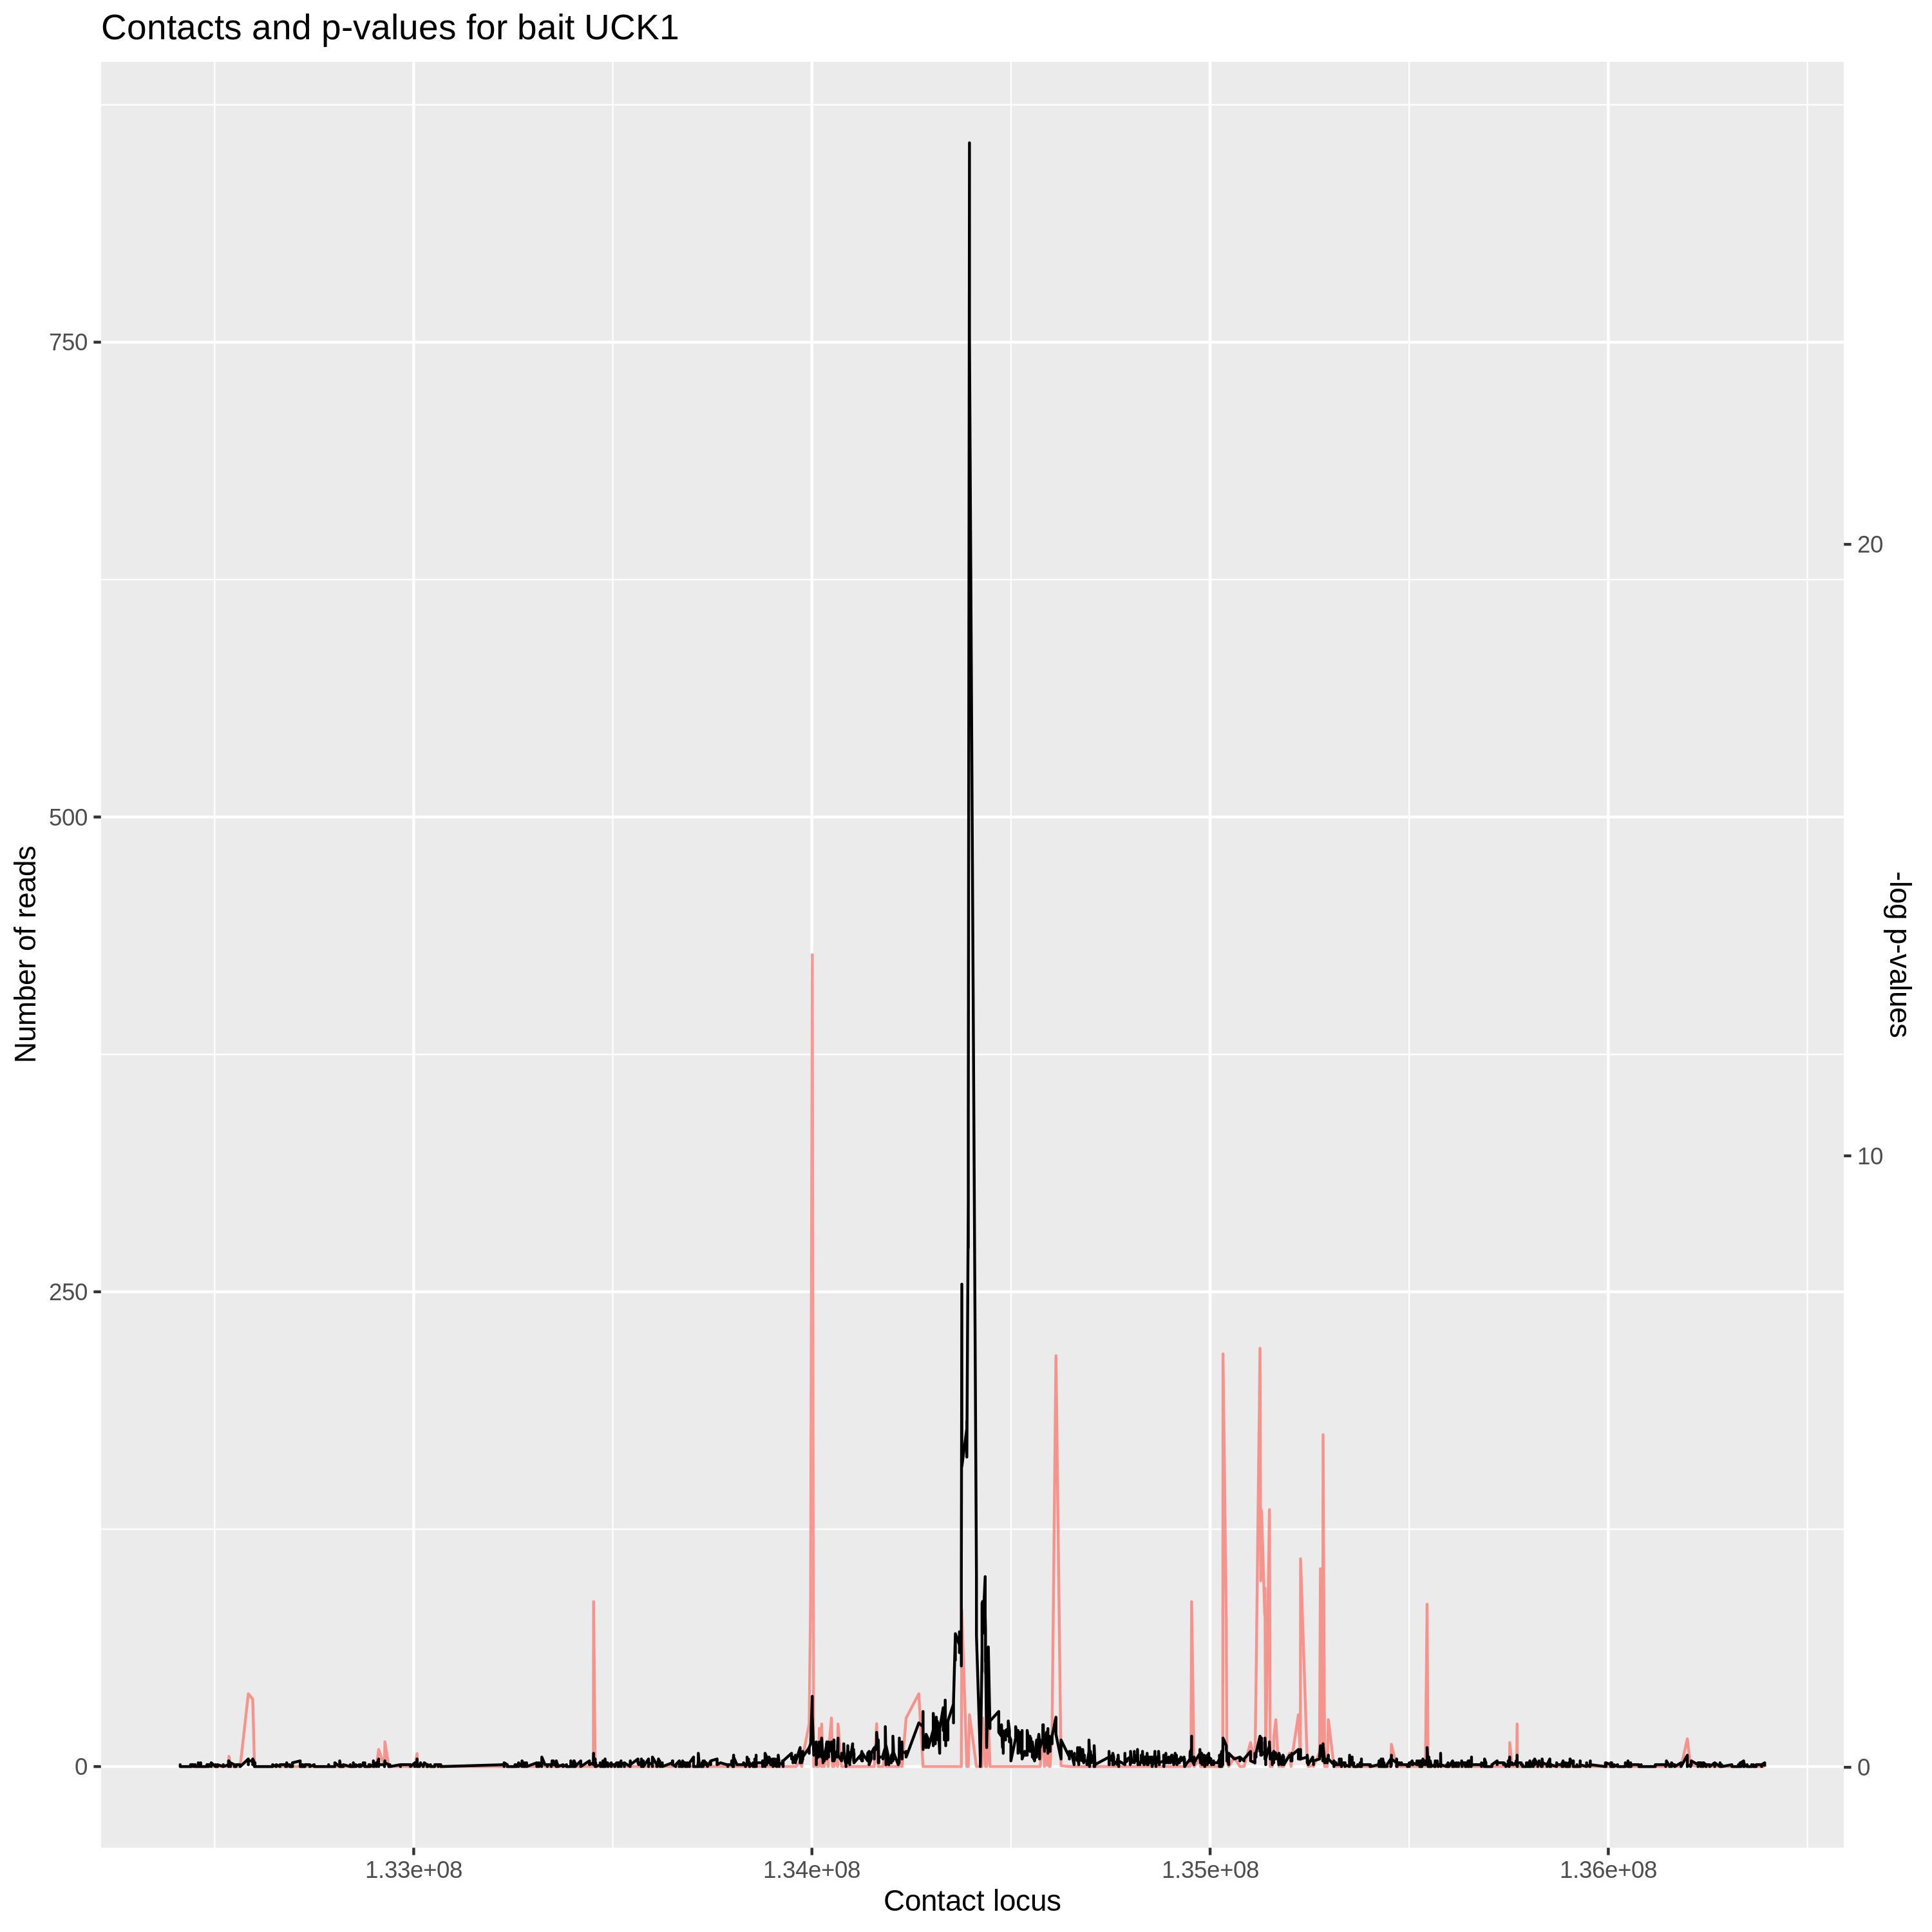 Contacts and p-values for bait UCK1
Number of reads
750
500
250
0
20
10
0
-log p-values
1.33e+08
1.34e+08
1.35e+08
1.36e+08
Contact locus